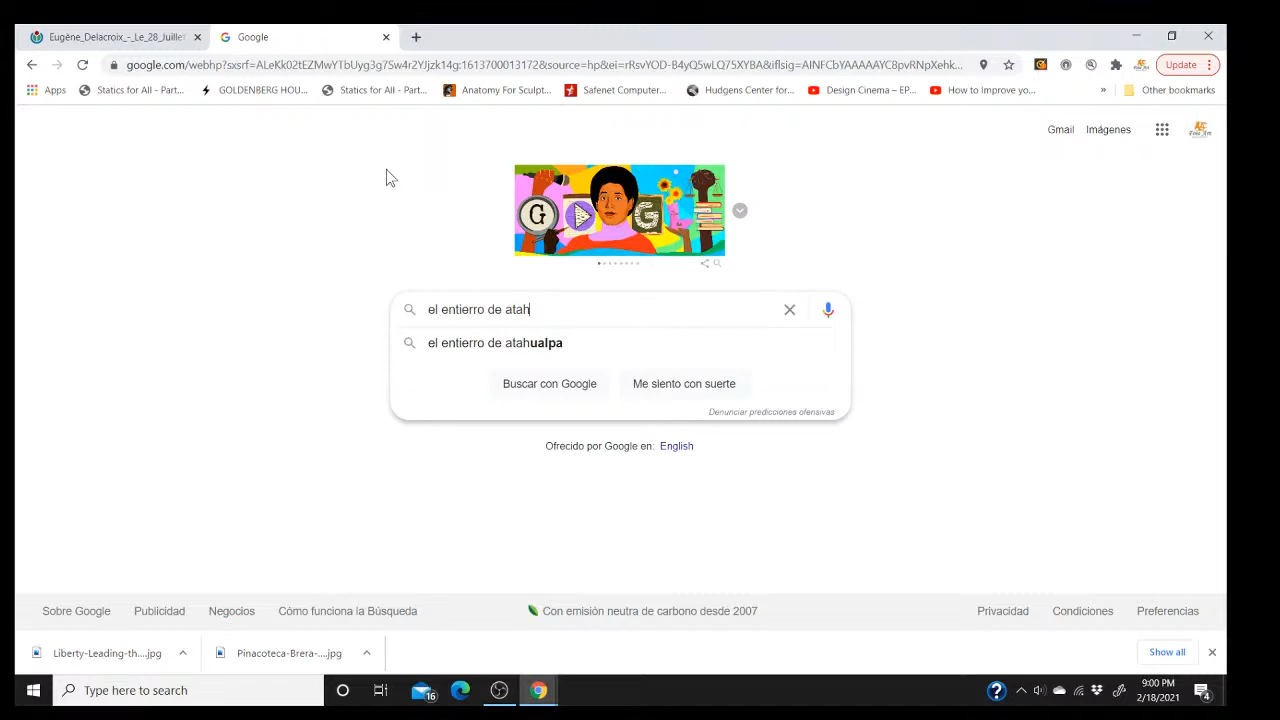 Eugène_Delacroix_-_Le_28_Juillet
Google
google.com/webhp?sxsrf=ALeKk02tEZMwYTbUyg3g7Sw4r2YJjzk14g:1613700013172&source=hp&ei=rRsvYOD-B4yQ5wLQ75XYBA&iflsig=AINFCbYAAAAAYC8pvRNpXehk...
Update
Apps
Statics for All - Part...
GOLDENBERG HOU...
Statics for All - Part...
Anatomy For Sculpt...
Safenet Computer...
Hudgens Center for...
Design Cinema – EP...
How to Improve yo...
»
Other bookmarks
Gmail Imágenes
G G L E
el entierro de atah
el entierro de atahualpa
Buscar con Google
Me siento con suerte
Denunciar predicciones ofensivas
Ofrecido por Google en: English
Sobre Google Publicidad Negocios Cómo funciona la Búsqueda
Con emisión neutra de carbono desde 2007
Privacidad Condiciones Preferencias
Liberty-Leading-th....jpg
Pinacoteca-Brera-....jpg
Show all
Type here to search
16
9:00 PM
2/18/2021
4